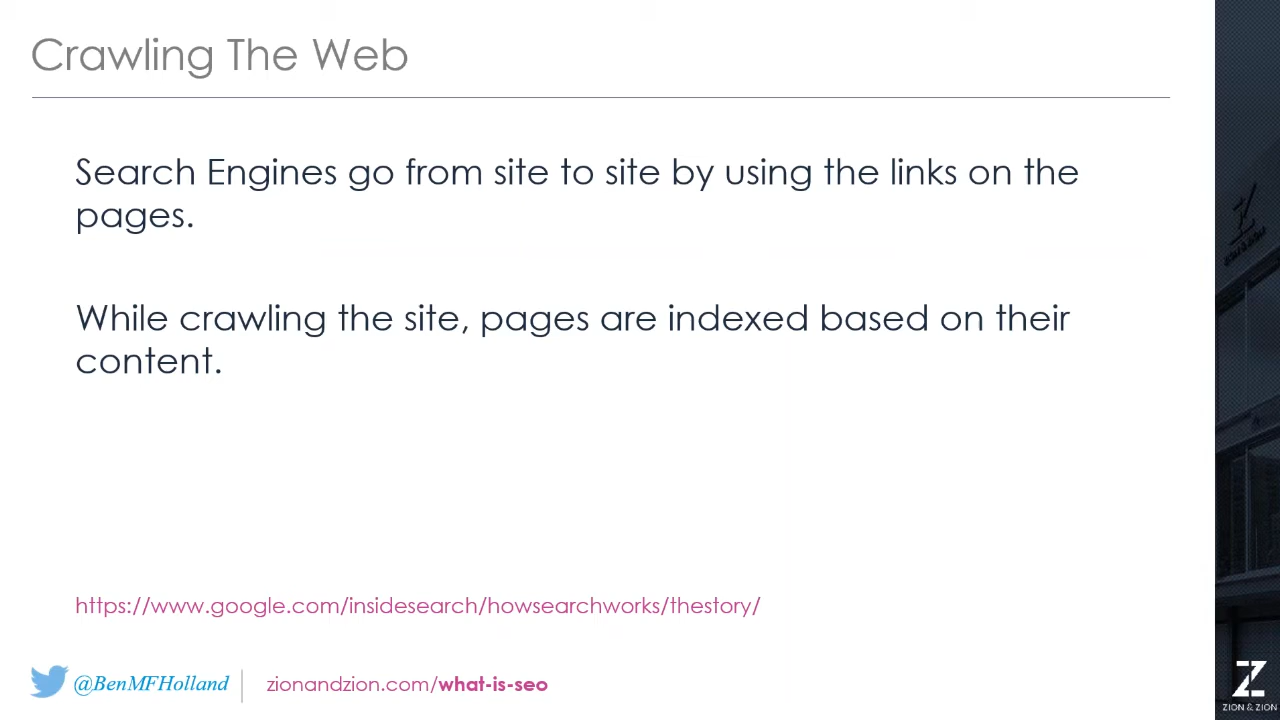 Crawling The Web
Search Engines go from site to site by using the links on the
pages.
While crawling the site, pages are indexed based on their
content.
https://www.google.com/insidesearch/howsearchworks/thestory/
@BenMFHolland
zionandzion.com/what-is-seo
ZION & ZION